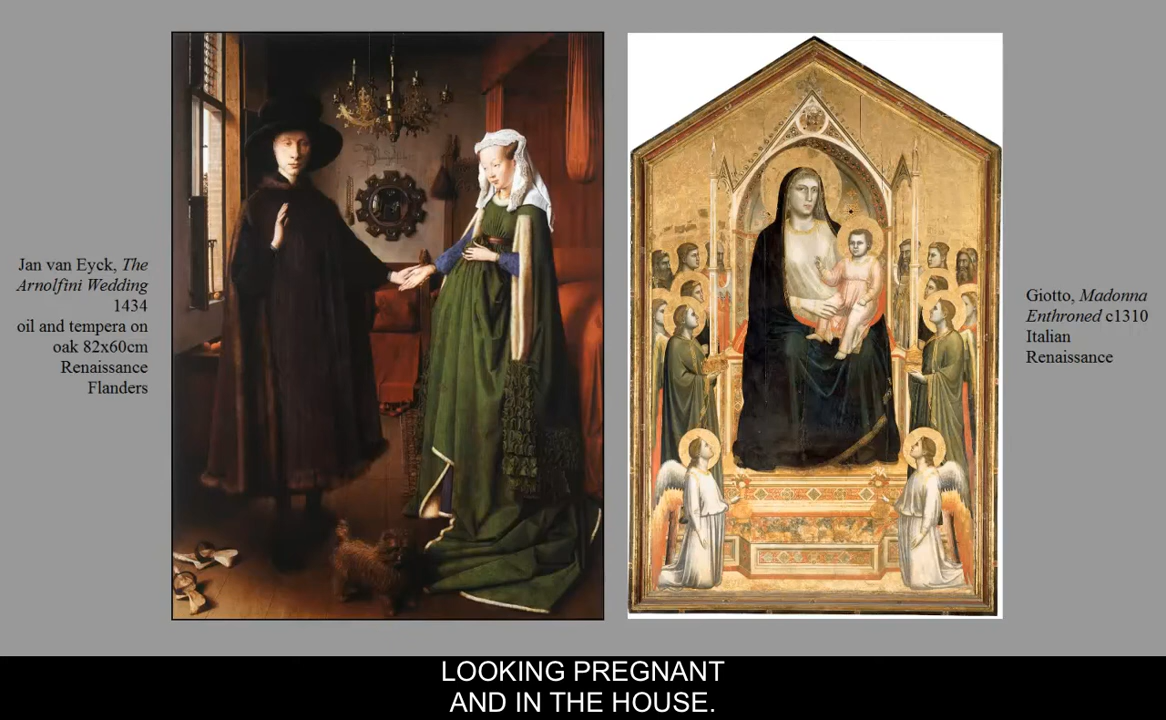 Jan van Eyck, The
Arnolfini Wedding
1434
oil and tempera on
oak 82x60cm
Renaissance
Flanders
Giotto, Madonna
Enthroned c1310
Italian
Renaissance
LOOKING PREGNANT
AND IN THE HOUSE.